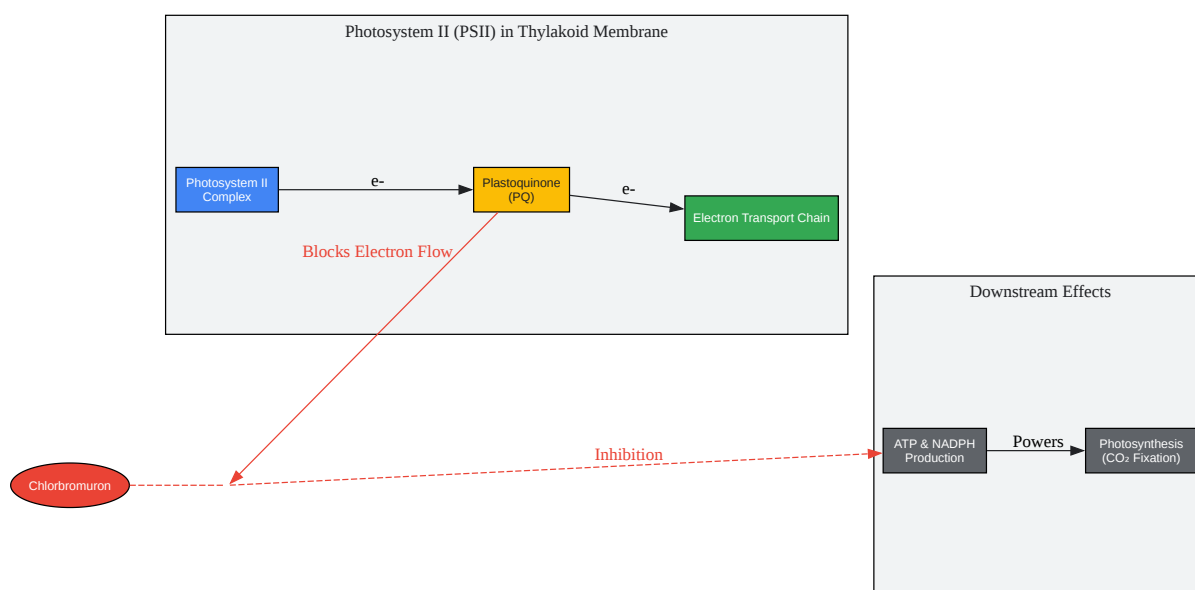 Photosystem II (PSII) in Thylakoid Membrane
Photosystem II
Complex
e-
Plastoquinone
(PQ)
e-
Electron Transport Chain
Blocks Electron Flow
Downstream Effects
Chlorbromuron
Inhibition
ATP & NADPH
Production
Powers
Photosynthesis
(CO₂ Fixation)